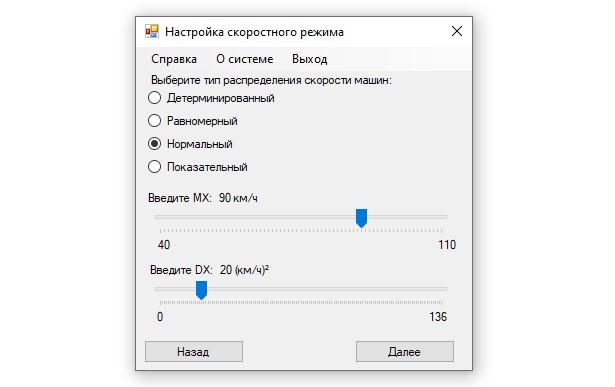 Настройка скоростного режима
Справка О системе Выход
Выберите тип распределения скорости машин:
Детерминированный
Равномерный
Нормальный
Показательный
Введите MX: 90 км/ч
40 110
Введите DX: 20 (км/ч)²
0 136
Назад Далее